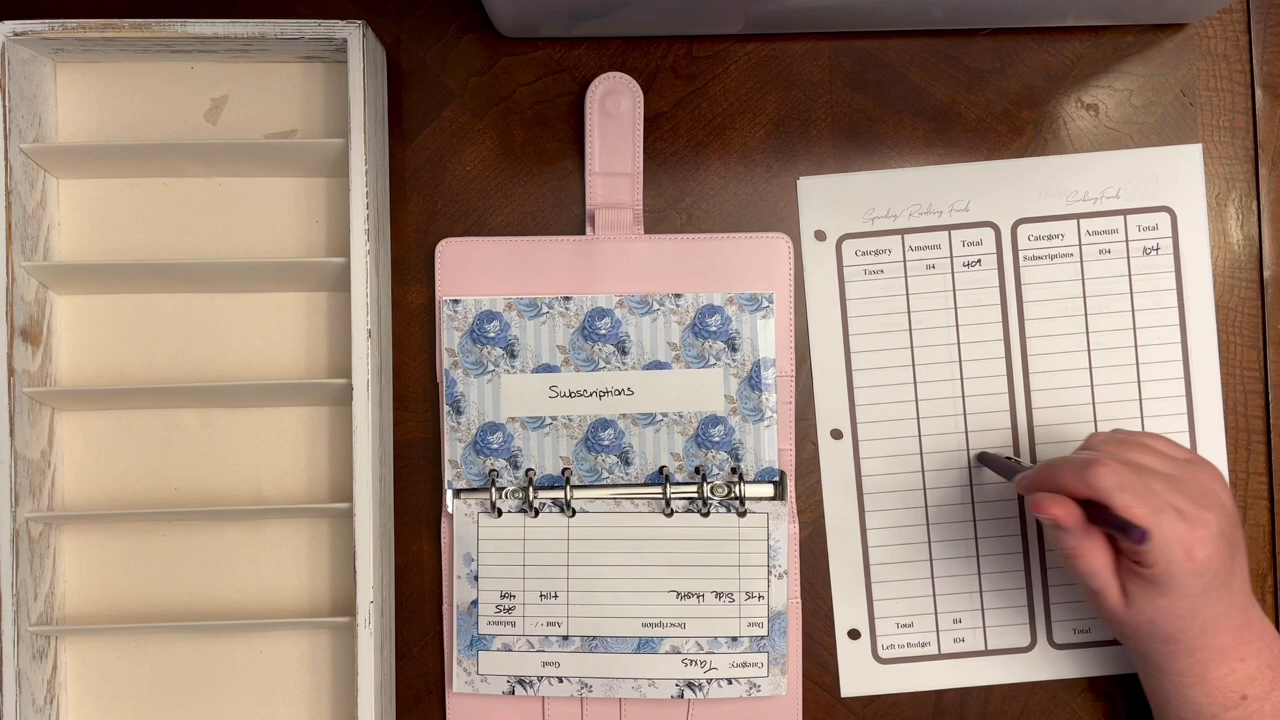 Subscriptions
Date Description Amt + / - Balance
295
4-15 Side Hustle +114 409
Category: Taxes Goal:
Spending/Revolving Funds
Category Amount Total
Taxes 114 409
Total 114
Left to Budget 104
Sinking Funds
Category Amount Total
Subscriptions 104 104
Total